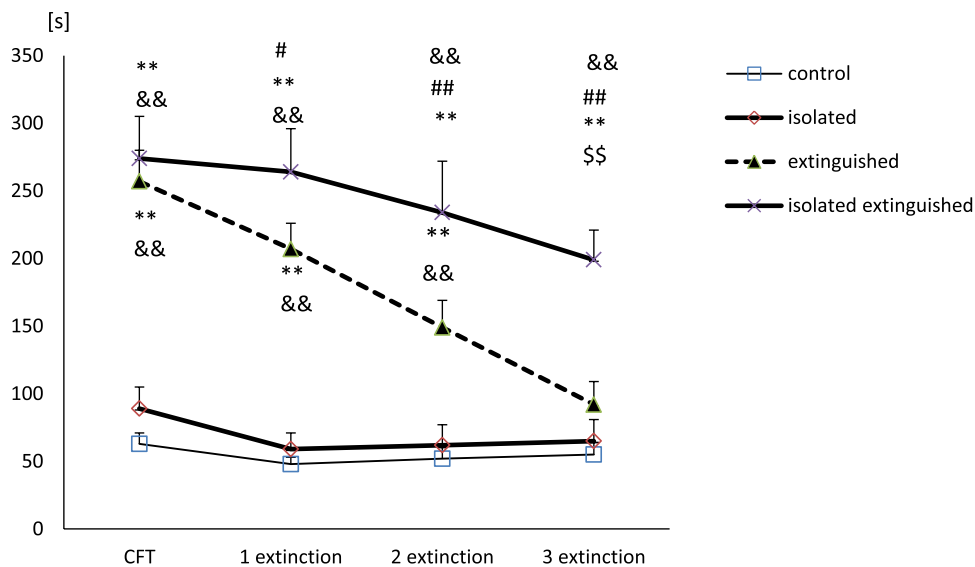 [s]
350
300
250
200
150
100
50
0
**
&&
**
&&
#
**
&&
**
&&
&&
##
**
**
&&
&&
##
**
$$
CFT
1 extinction
2 extinction
3 extinction
control
isolated
extinguished
isolated extinguished